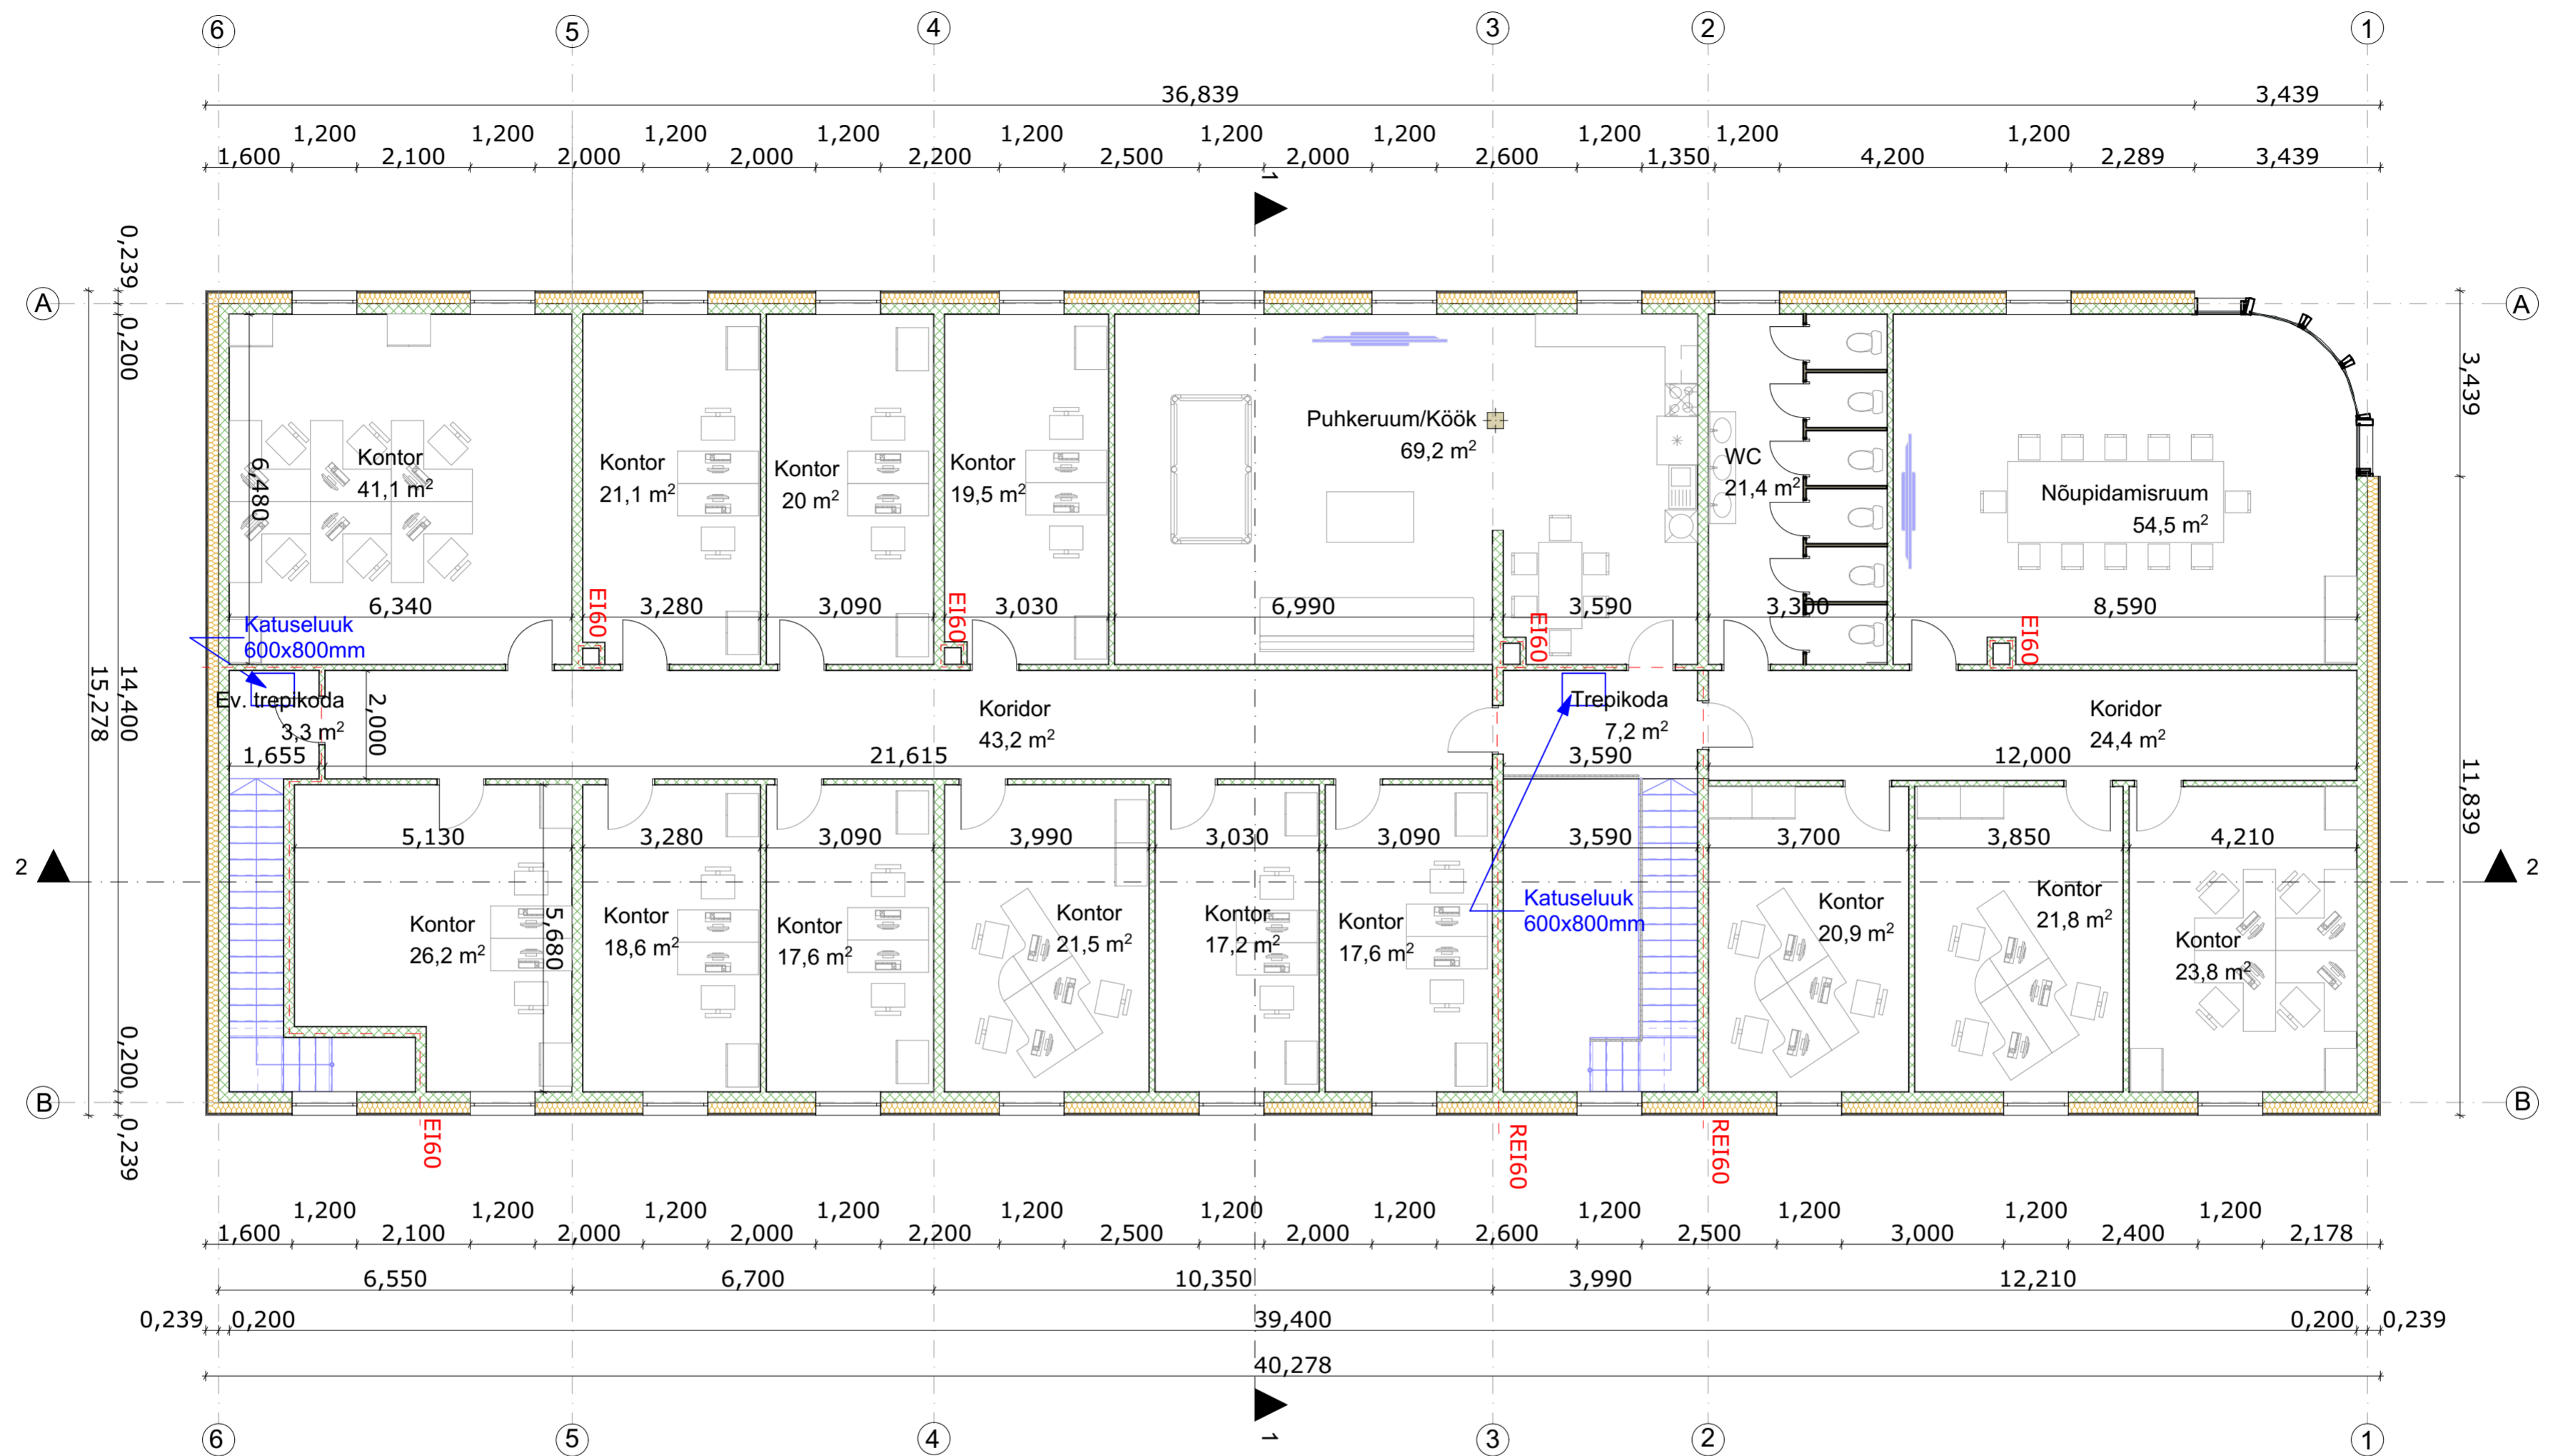 6 5 4 3 2 1
36,839 3,439
1,200 1,200 1,200 1,200 1,200 1,200 1,200 1,200 1,200 1,200
1,600 2,100 2,000 2,000 2,200 2,500 2,000 2,600 1,350 4,200 2,289 3,439
1
0,239
A A
0,200
3,439
Kontor
41,1 m²
6,480
Kontor
21,1 m²
Kontor
20 m²
Kontor
19,5 m²
Puhkeruum/Köök
69,2 m²
WC
21,4 m²
Nõupidamisruum
54,5 m²
6,340 3,280 3,090 3,030 6,990 3,590 3,300 8,590
EI60 EI60 EI60 EI60
Katuseluuk
600x800mm
15,278
14,400
Ev. trepikoda
3,3 m²
2,000
Koridor
43,2 m²
Trepikoda
7,2 m²
Koridor
24,4 m²
1,655 21,615 3,590 12,000
11,839
5,130 3,280 3,090 3,990 3,030 3,090 3,590 3,700 3,850 4,210
2 2
Kontor
26,2 m²
5,680
Kontor
18,6 m²
Kontor
17,6 m²
Kontor
21,5 m²
Kontor
17,2 m²
Kontor
17,6 m²
Katuseluuk
600x800mm
Kontor
20,9 m²
Kontor
21,8 m²
Kontor
23,8 m²
0,200
B B
0,239
EI60 REI60 REI60
1,200 1,200 1,200 1,200 1,200 1,200 1,200 1,200 1,200 1,200 1,200
1,600 2,100 2,000 2,000 2,200 2,500 2,000 2,600 2,500 3,000 2,400 2,178
6,550 6,700 10,350 3,990 12,210
0,239 0,200 39,400 0,200 0,239
40,278
1
6 5 4 3 2 1